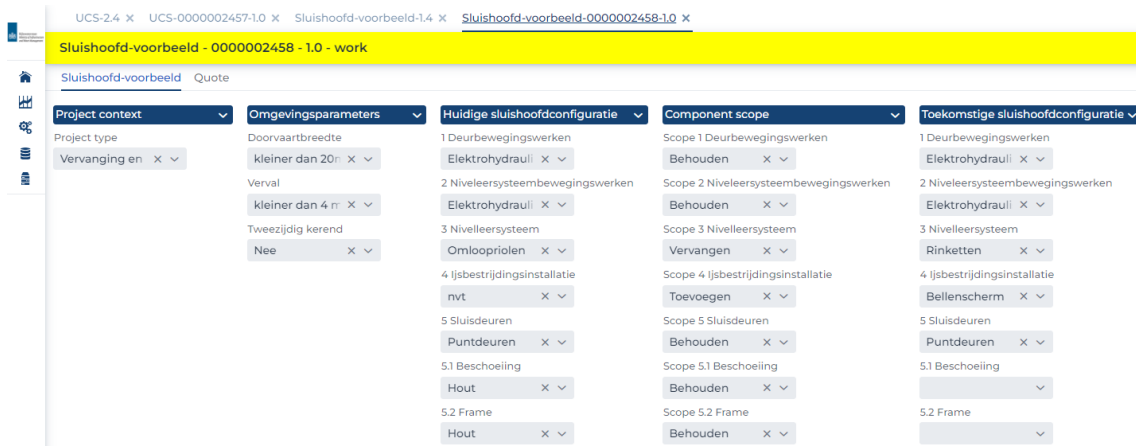 UCS-2.4 × UCS-0000002457-1.0 × Sluishoofd-voorbeeld-1.4 × Sluishoofd-voorbeeld-0000002458-1.0 ×
Sluishoofd-voorbeeld - 0000002458 - 1.0 - work
Sluishoofd-voorbeeld Quote
Project context
Project type
Vervanging en
Omgevingsparameters
Doorvaartbreedte
kleiner dan 20m
Verval
kleiner dan 4 m
Tweezijdig kerend
Nee
Huidige sluishoofdconfiguratie
1 Deurbewegingswerken
Elektrohydrauli
2 Niveleersysteembewegingswerken
Elektrohydrauli
3 Nivelleersysteem
Omloopriolen
4 Ijsbestrijdingsinstallatie
nvt
5 Sluisdeuren
Puntdeuren
5.1 Beschoeiing
Hout
5.2 Frame
Hout
Component scope
Scope 1 Deurbewegingswerken
Behouden
Scope 2 Niveleersysteembewegingswerken
Behouden
Scope 3 Nivelleersysteem
Vervangen
Scope 4 Ijsbestrijdingsinstallatie
Toevoegen
Scope 5 Sluisdeuren
Behouden
Scope 5.1 Beschoeiing
Behouden
Scope 5.2 Frame
Behouden
Toekomstige sluishoofdconfiguratie
1 Deurbewegingswerken
Elektrohydrauli
2 Niveleersysteembewegingswerken
Elektrohydrauli
3 Nivelleersysteem
Rinketten
4 Ijsbestrijdingsinstallatie
Bellenscherm
5 Sluisdeuren
Puntdeuren
5.1 Beschoeiing
5.2 Frame